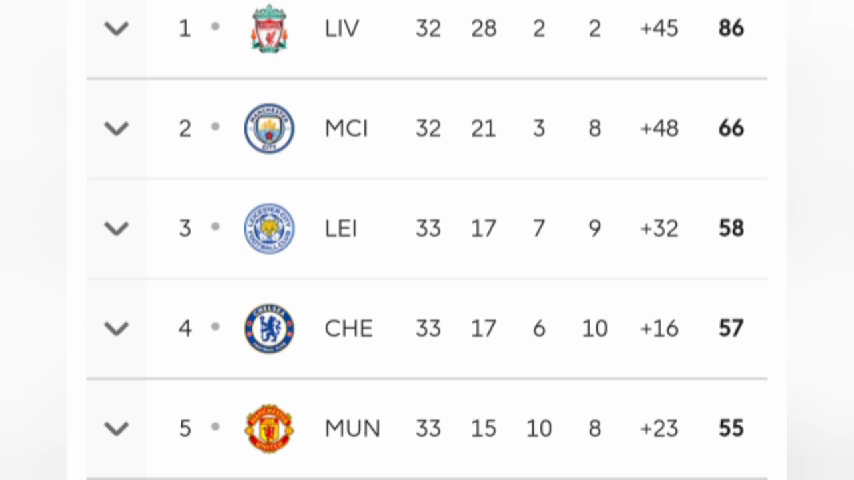 1 • LIV 32 28 2 2 +45 86
2 • MCI 32 21 3 8 +48 66
3 • LEI 33 17 7 9 +32 58
4 • CHE 33 17 6 10 +16 57
5 • MUN 33 15 10 8 +23 55